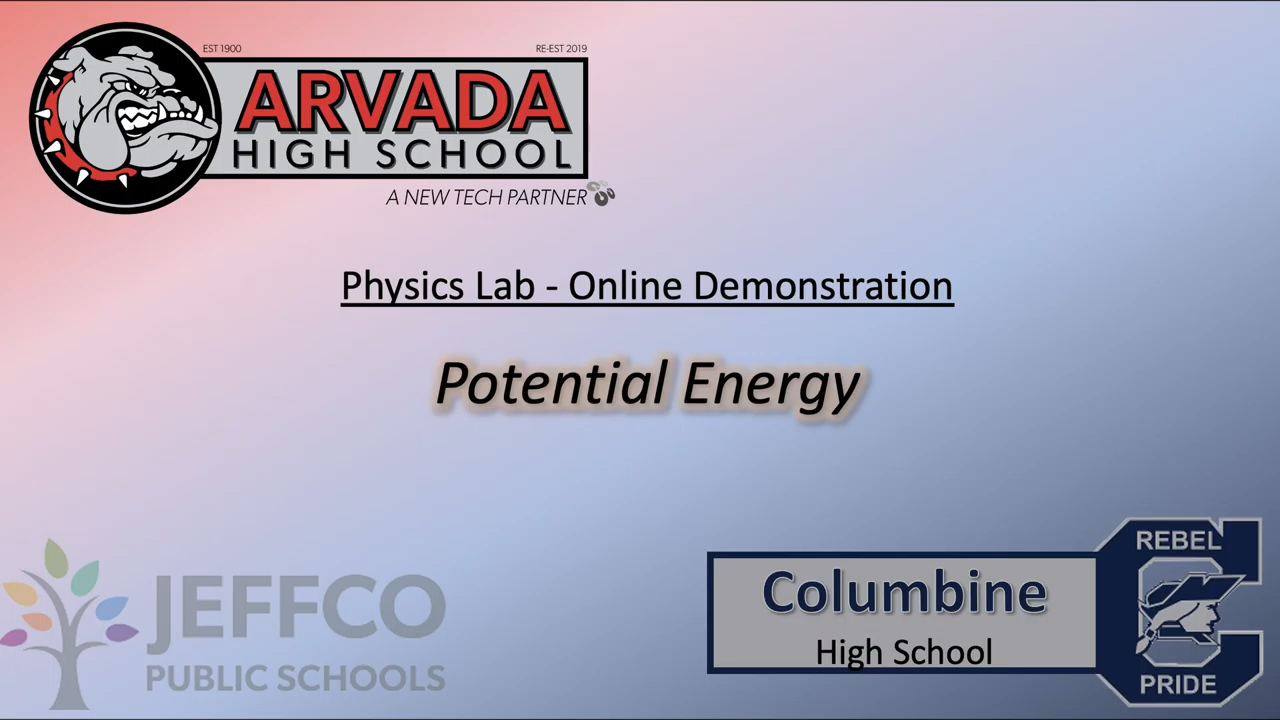 EST 1900
RE-EST 2019
ARVADA
HIGH SCHOOL
A NEW TECH PARTNER
Physics Lab - Online Demonstration
Potential Energy
JEFFCO
PUBLIC SCHOOLS
Columbine
High School
REBEL
PRIDE